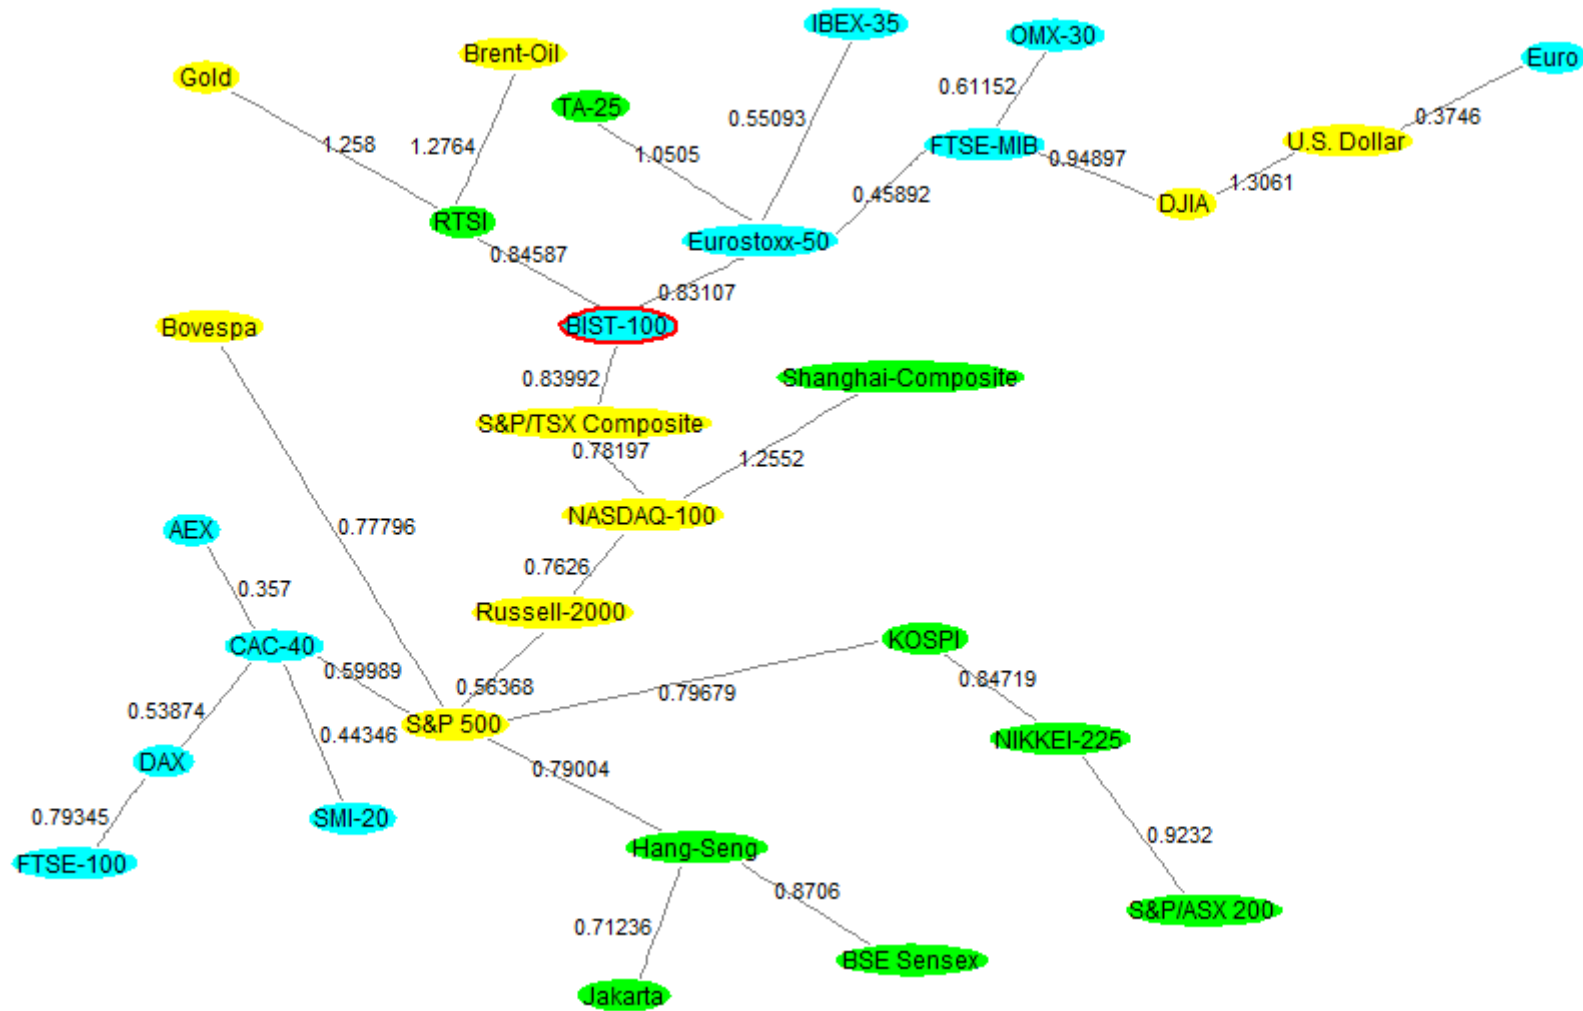 IBEX-35
OMX-30
Brent-Oil
Euro
Gold
0.61152
TA-25
0.55093
0.3746
1.258
1.2764
FTSE-MIB
U.S. Dollar
1.0505
0.94897
1.3061
0.45892
DJIA
RTSI
Eurostoxx-50
0.84587
0.83107
Bovespa
BIST-100
0.83992
Shanghai-Composite
S&P/TSX Composite
0.78197
1.2552
NASDAQ-100
AEX
0.77796
0.7626
0.357
Russell-2000
CAC-40
KOSPI
0.59989
0.56368
0.79679
0.84719
0.53874
S&P 500
0.44346
NIKKEI-225
DAX
0.79004
0.79345
SMI-20
0.9232
FTSE-100
Hang-Seng
0.8706
0.71236
S&P/ASX 200
BSE Sensex
Jakarta